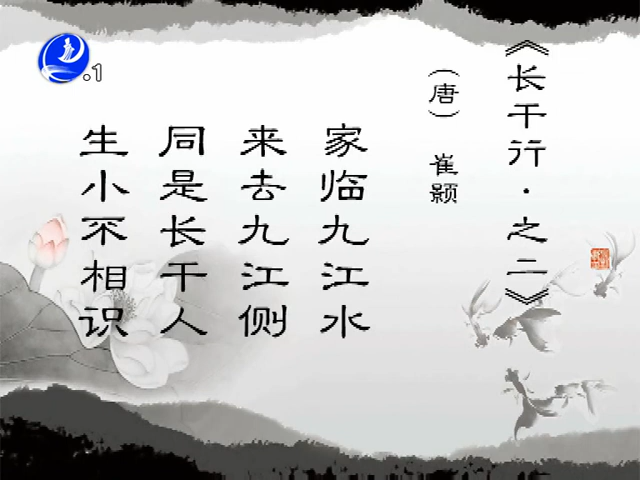 《长干行·之二》
(唐) 崔颢
家临九江水
来去九江侧
同是长干人
生小不相识
.1